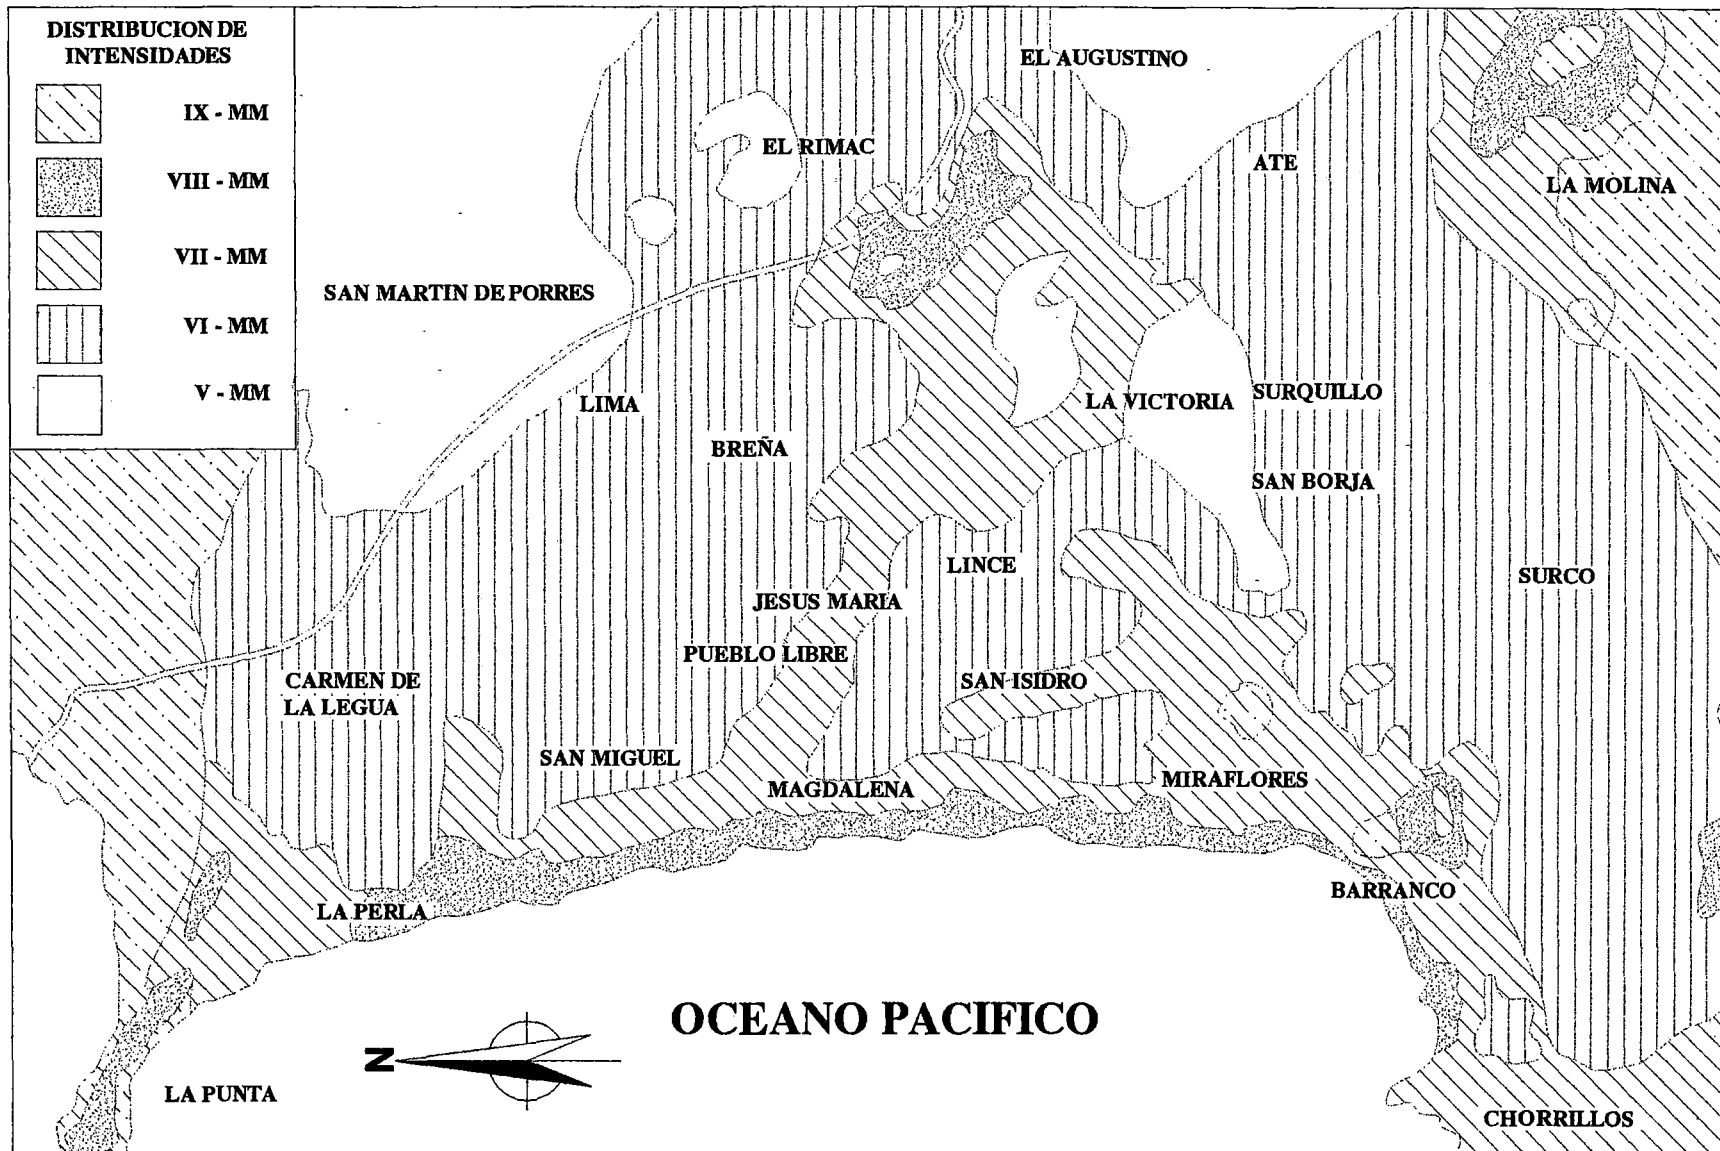 DISTRIBUCION DE
INTENSIDADES
IX - MM
VIII - MM
VII - MM
VI - MM
V - MM
EL AUGUSTINO
EL RIMAC
ATE
LA MOLINA
SAN MARTIN DE PORRES
LIMA
LA VICTORIA
SURQUILLO
BREÑA
SAN BORJA
LINCE
SURCO
JESUS MARIA
PUEBLO LIBRE
CARMEN DE
LA LEGUA
SAN ISIDRO
SAN MIGUEL
MAGDALENA
MIRAFLORES
LA PERLA
BARRANCO
OCEANO PACIFICO
N
LA PUNTA
CHORRILLOS